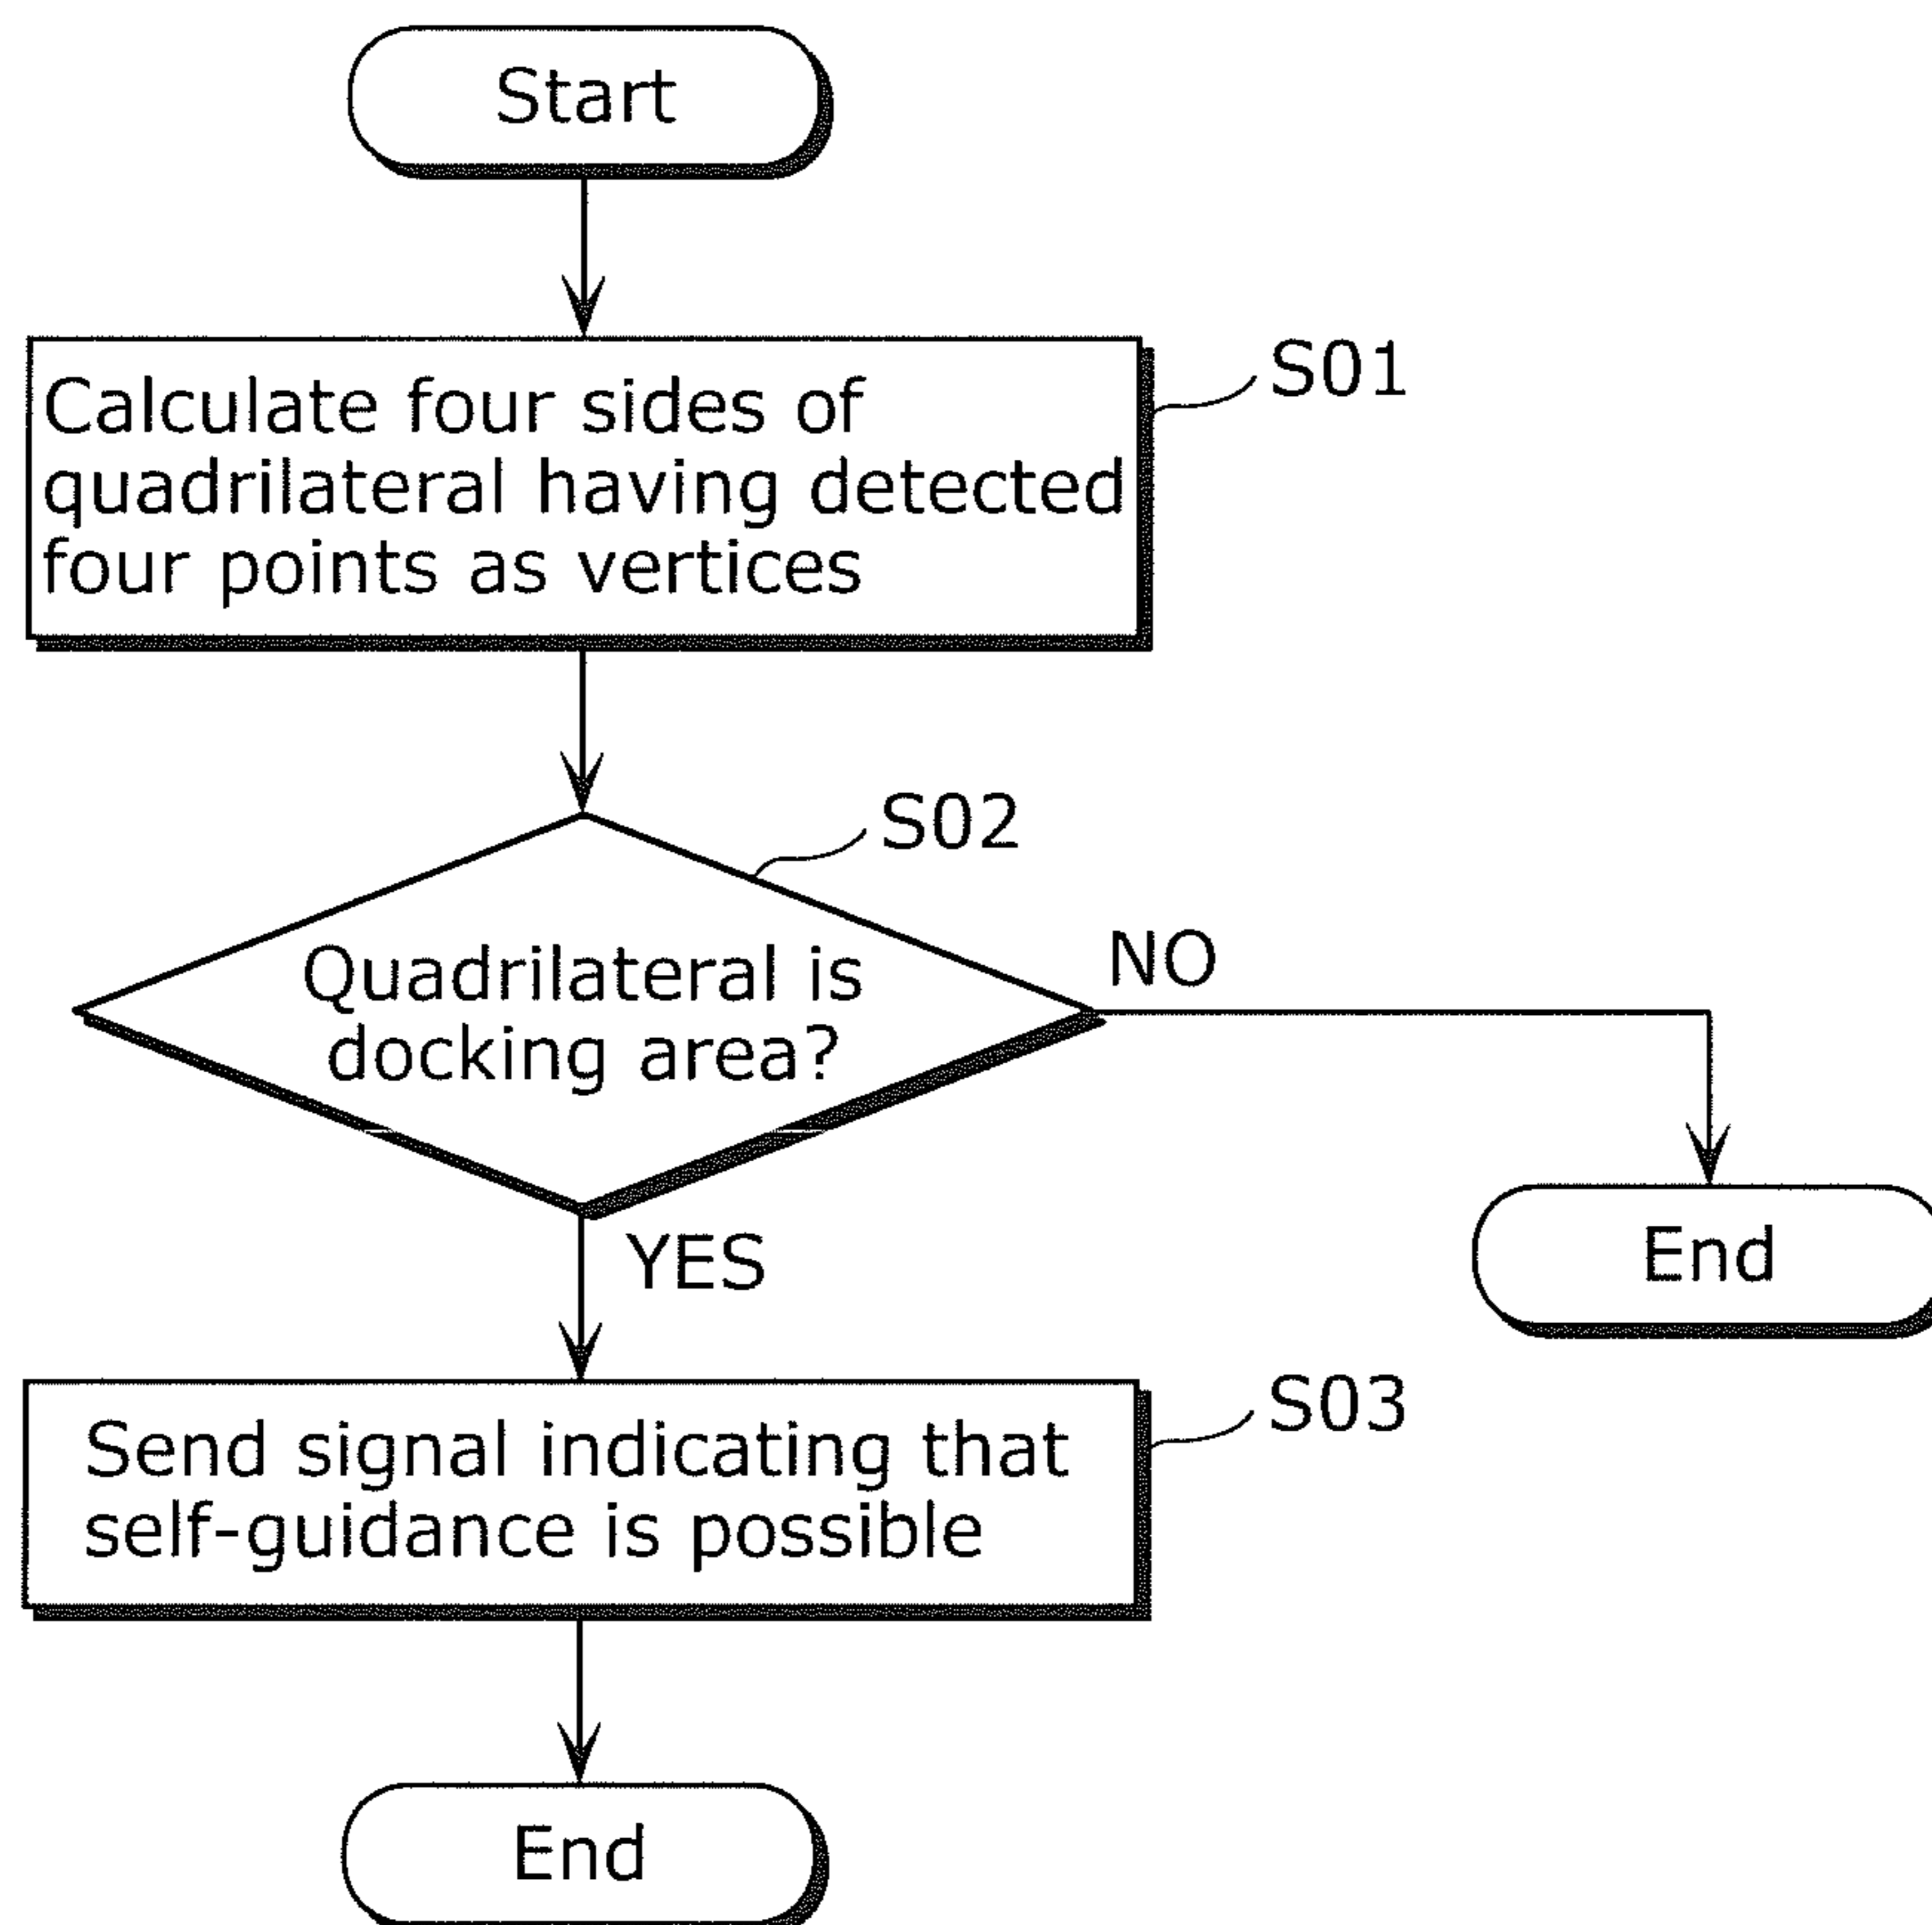 Start
Calculate four sides of
quadrilateral having detected
four points as vertices
S01
S02
Quadrilateral is
docking area?
NO
YES
End
Send signal indicating that
self-guidance is possible
S03
End